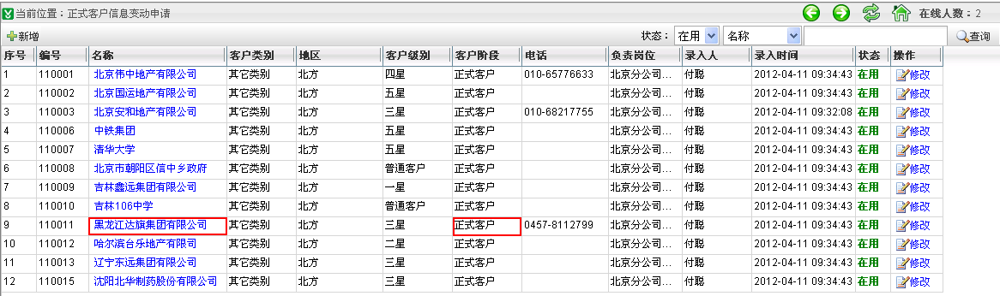 当前位置：正式客户信息变动申请 在线人数：2
新增 状态： 在用 名称 查询
序号 编号 名称 客户类别 地区 客户级别 客户阶段 电话 负责岗位 录入人 录入时间 状态 操作
1 110001 北京伟中地产有限公司 其它类别 北方 四星 正式客户 010-65776633 北京分公司... 付聪 2012-04-11 09:34:43 在用 修改
2 110002 北京国运地产有限公司 其它类别 北方 五星 正式客户 北京分公司... 付聪 2012-04-11 09:34:43 在用 修改
3 110003 北京安和地产有限公司 其它类别 北方 三星 正式客户 010-68217755 北京分公司... 付聪 2012-04-11 09:32:08 在用 修改
4 110006 中铁集团 其它类别 北方 五星 正式客户 北京分公司... 付聪 2012-04-11 09:34:43 在用 修改
5 110007 清华大学 其它类别 北方 五星 正式客户 北京分公司... 付聪 2012-04-11 09:34:43 在用 修改
6 110008 北京市朝阳区信中乡政府 其它类别 北方 普通客户 正式客户 北京分公司... 付聪 2012-04-11 09:34:43 在用 修改
7 110009 吉林鑫远集团有限公司 其它类别 北方 一星 正式客户 北京分公司... 付聪 2012-04-11 09:34:43 在用 修改
8 110010 吉林106中学 其它类别 北方 普通客户 正式客户 北京分公司... 付聪 2012-04-11 09:34:43 在用 修改
9 110011 黑龙江达旗集团有限公司 其它类别 北方 三星 正式客户 0457-8112799 北京分公司... 付聪 2012-04-11 09:34:43 在用 修改
10 110012 哈尔滨台乐地产有限司 其它类别 北方 二星 正式客户 北京分公司... 付聪 2012-04-11 09:34:43 在用 修改
11 110013 辽宁东远集团有限公司 其它类别 北方 三星 正式客户 北京分公司... 付聪 2012-04-11 09:34:43 在用 修改
12 110015 沈阳北华制药股份有限公司 其它类别 北方 三星 正式客户 北京分公司... 付聪 2012-04-11 09:34:43 在用 修改